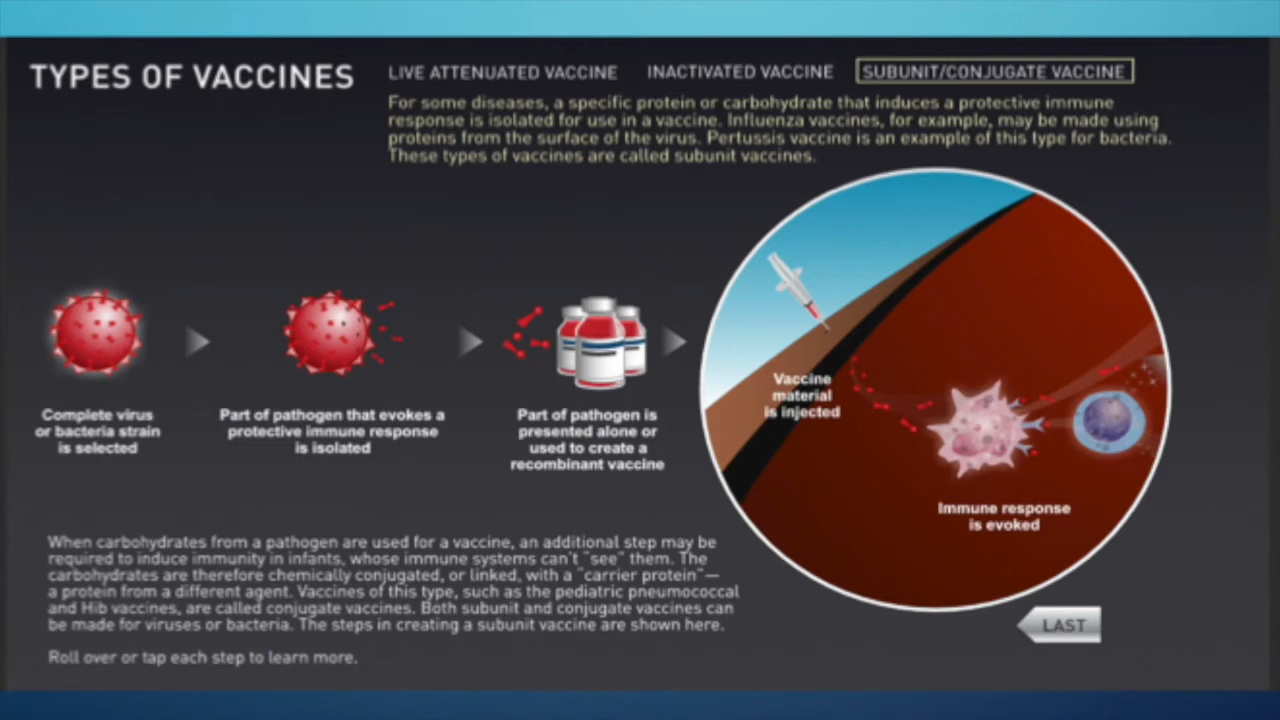 TYPES OF VACCINES
LIVE ATTENUATED VACCINE
INACTIVATED VACCINE
SUBUNIT/CONJUGATE VACCINE
For some diseases, a specific protein or carbohydrate that induces a protective immune
response is isolated for use in a vaccine. Influenza vaccines, for example, may be made using
proteins from the surface of the virus. Pertussis vaccine is an example of this type for bacteria.
These types of vaccines are called subunit vaccines.
Complete virus
or bacteria strain
is selected
Part of pathogen that evokes a
protective immune response
is isolated
Part of pathogen is
presented alone or
used to create a
recombinant vaccine
Vaccine
material
is injected
Immune response
is evoked
When carbohydrates from a pathogen are used for a vaccine, an additional step may be
required to induce immunity in infants, whose immune systems can't "see" them. The
carbohydrates are therefore chemically conjugated, or linked, with a "carrier protein"—
a protein from a different agent. Vaccines of this type, such as the pediatric pneumococcal
and Hib vaccines, are called conjugate vaccines. Both subunit and conjugate vaccines can
be made for viruses or bacteria. The steps in creating a subunit vaccine are shown here.
Roll over or tap each step to learn more.
LAST